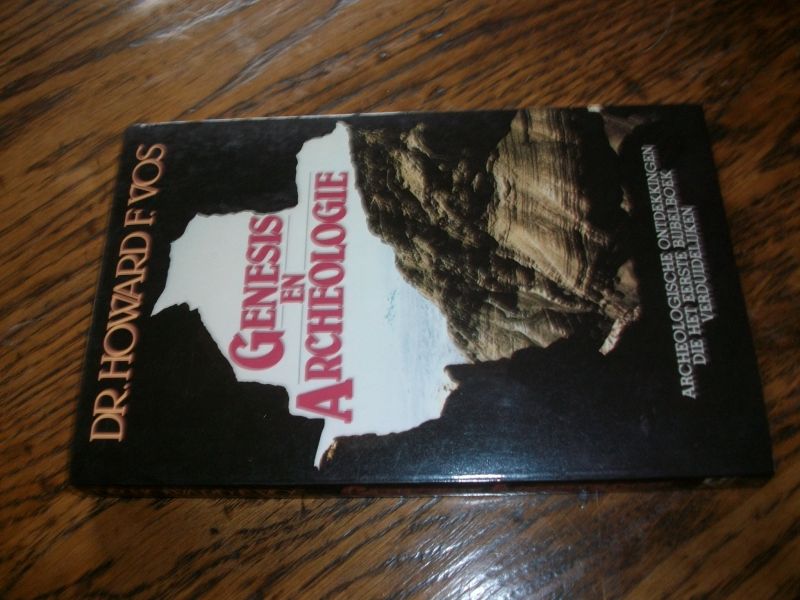 DR. HOWARD F. VOS
GENESIS
EN
ARCHEOLOGIE
ARCHEOLOGISCHE ONTDEKKINGEN
DIE HET EERSTE BIJBELBOEK
VERDUIDELIJKEN